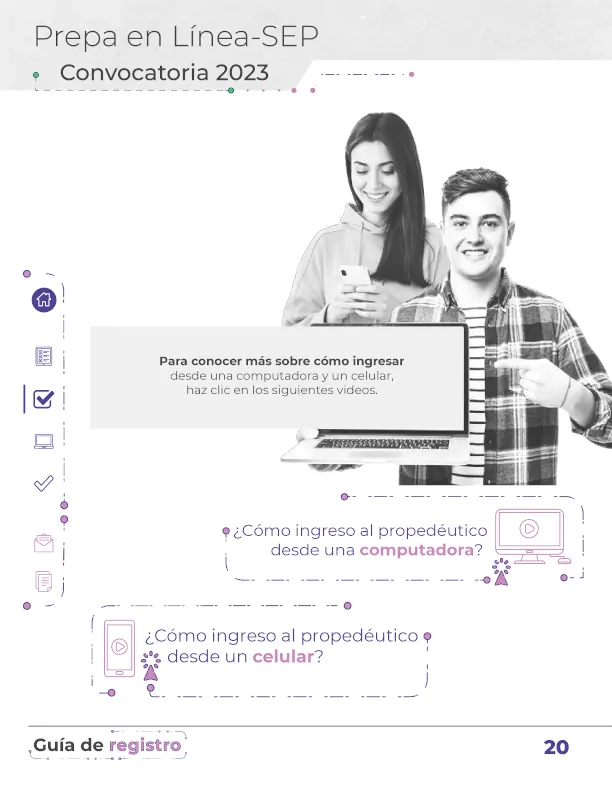 Prepa en Línea-SEP
Convocatoria 2023
Para conocer más sobre cómo ingresar
desde una computadora y un celular,
haz clic en los siguientes videos.
¿Cómo ingreso al propedéutico
desde una computadora?
¿Cómo ingreso al propedéutico
desde un celular?
Guía de registro
20